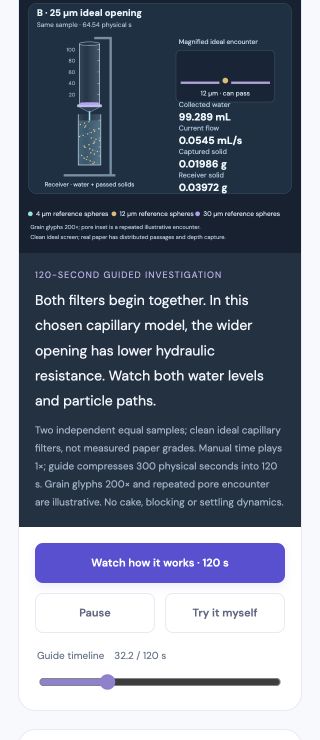 B · 25 µm ideal opening
Same sample · 64.54 physical s
Magnified ideal encounter
100
80
60
40
20
12 µm · can pass
Collected water
99.289 mL
Current flow
0.0545 mL/s
Captured solid
0.01986 g
Receiver solid
0.03972 g
Receiver · water + passed solids
4 µm reference spheres 12 µm reference spheres 30 µm reference spheres
Grain glyphs 200×; pore inset is a repeated illustrative encounter.
Clean ideal screen; real paper has distributed passages and depth capture.
120-SECOND GUIDED INVESTIGATION
Both filters begin together. In this
chosen capillary model, the wider
opening has lower hydraulic
resistance. Watch both water levels
and particle paths.
Two independent equal samples; clean ideal capillary
filters, not measured paper grades. Manual time plays
1×; guide compresses 300 physical seconds into 120
s. Grain glyphs 200× and repeated pore encounter
are illustrative. No cake, blocking or settling dynamics.
Watch how it works · 120 s
Pause
Try it myself
Guide timeline 32.2 / 120 s